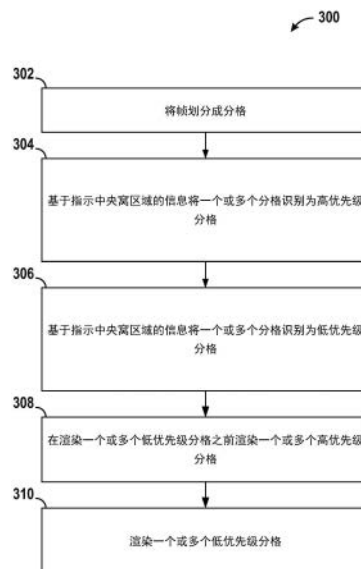 300
302
将帧划分成分格
304
基于指示中央窝区域的信息将一个或多个分格识别为高优先级
分格
306
基于指示中央窝区域的信息将一个或多个分格识别为低优先级
分格
308
在渲染一个或多个低优先级分格之前渲染一个或多个高优先级
分格
310
渲染一个或多个低优先级分格